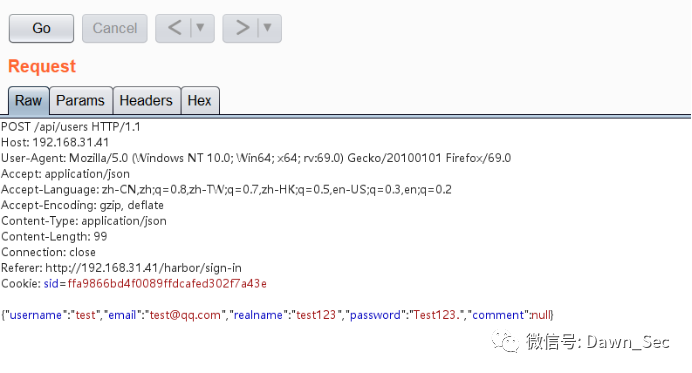 Go Cancel < > 
Request
Raw Params Headers Hex
POST /api/users HTTP/1.1
Host: 192.168.31.41
User-Agent: Mozilla/5.0 (Windows NT 10.0; Win64; x64; rv:69.0) Gecko/20100101 Firefox/69.0
Accept: application/json
Accept-Language: zh-CN,zh;q=0.8,zh-TW;q=0.7,zh-HK;q=0.5,en-US;q=0.3,en;q=0.2
Accept-Encoding: gzip, deflate
Content-Type: application/json
Content-Length: 99
Connection: close
Referer: http://192.168.31.41/harbor/sign-in
Cookie: sid=ffa9866bd4f0089ffdcafed302f7a43e
{"username":"test","email":"test@qq.com","realname":"test123","password":"Test123.","comment":null}
微信号: Dawn_Sec